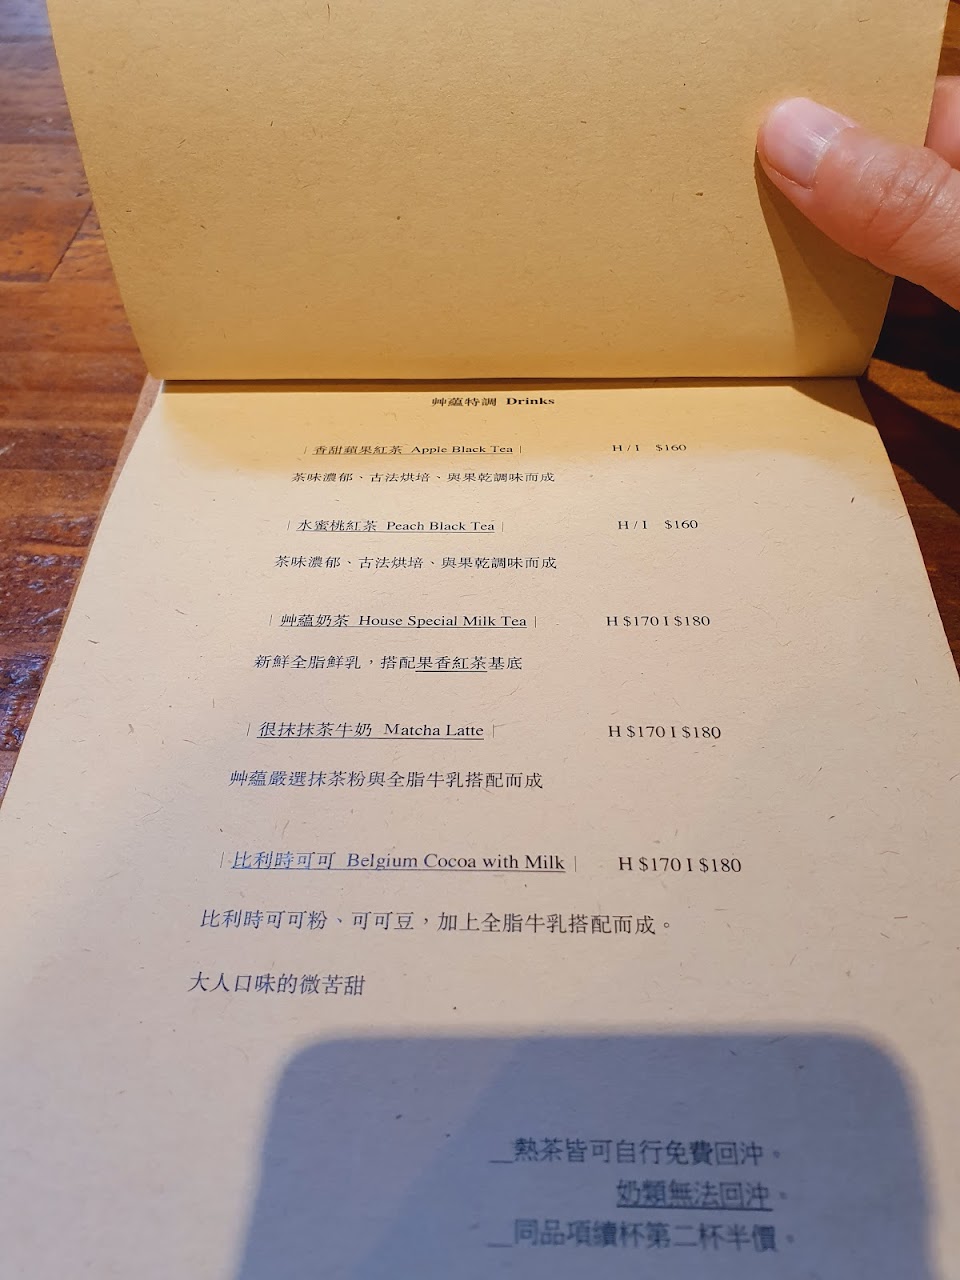 艸蘊特調 Drinks
| 香甜蘋果紅茶 Apple Black Tea | H / I $160
茶味濃郁、古法烘培、與果乾調味而成
| 水蜜桃紅茶 Peach Black Tea | H / I $160
茶味濃郁、古法烘培、與果乾調味而成
| 艸蘊奶茶 House Special Milk Tea | H $170 I $180
新鮮全脂鮮乳，搭配果香紅茶基底
| 很抹抹茶牛奶 Matcha Latte | H $170 I $180
艸蘊嚴選抹茶粉與全脂牛乳搭配而成
| 比利時可可 Belgium Cocoa with Milk | H $170 I $180
比利時可可粉、可可豆，加上全脂牛乳搭配而成。
大人口味的微苦甜
__熱茶皆可自行免費回沖。
奶類無法回沖。
__同品項續杯第二杯半價。